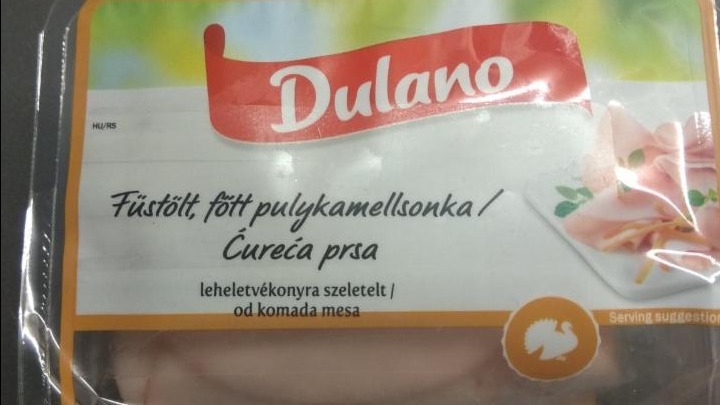 Dulano
HU/RS
Füstölt, főtt pulykamellsonka /
Ćureća prsa
leheletvékonyra szeletelt /
od komada mesa
Serving suggestion